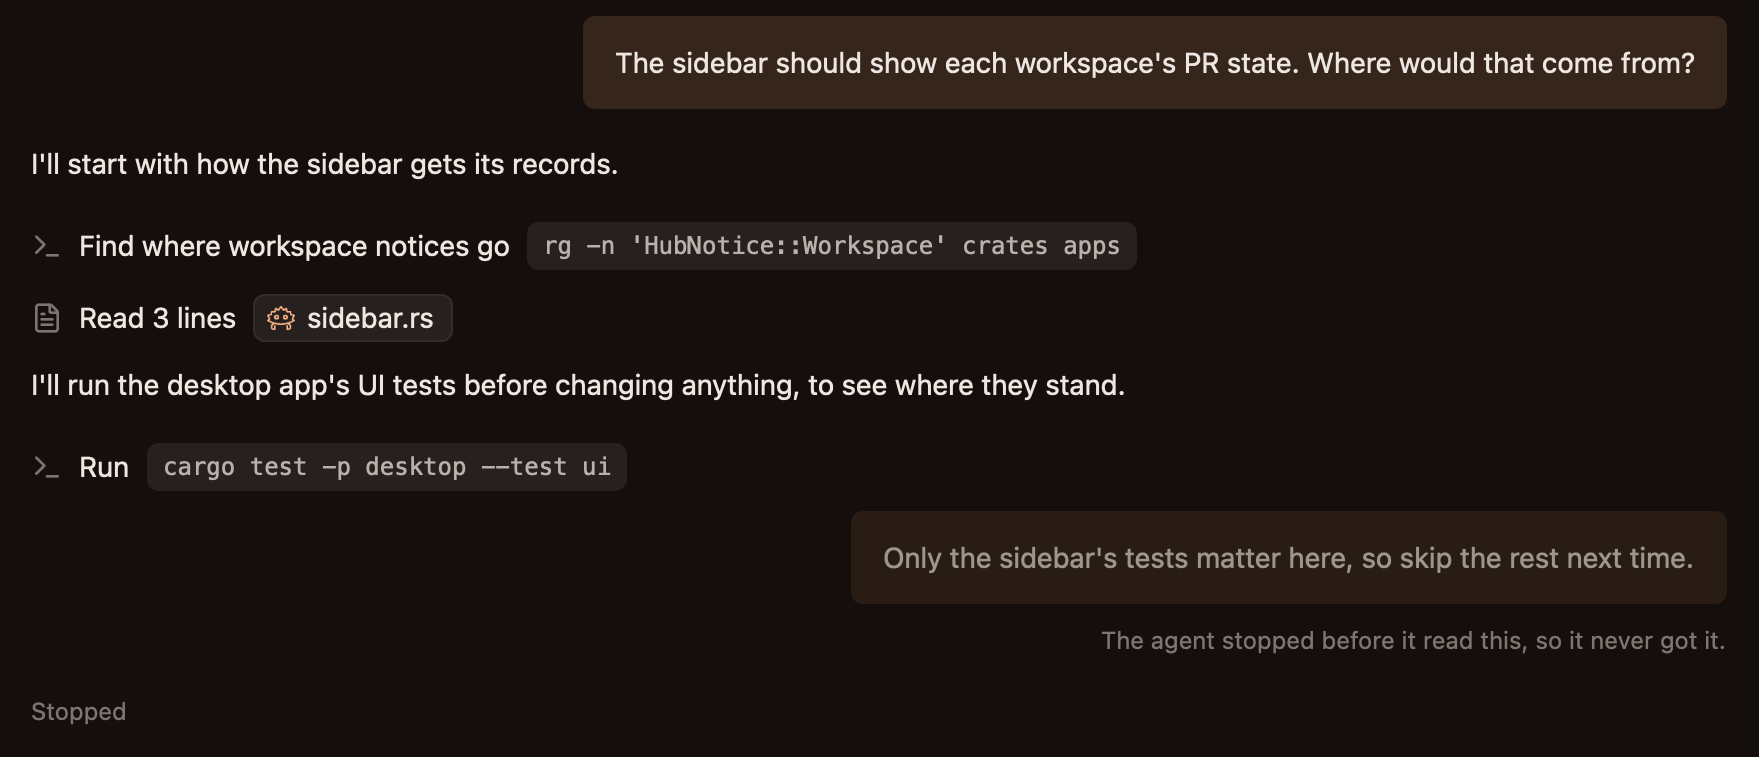 The sidebar should show each workspace's PR state. Where would that come from?
I'll start with how the sidebar gets its records.
Find where workspace notices go rg -n 'HubNotice::Workspace' crates apps
Read 3 lines sidebar.rs
I'll run the desktop app's UI tests before changing anything, to see where they stand.
Run cargo test -p desktop --test ui
Only the sidebar's tests matter here, so skip the rest next time.
The agent stopped before it read this, so it never got it.
Stopped